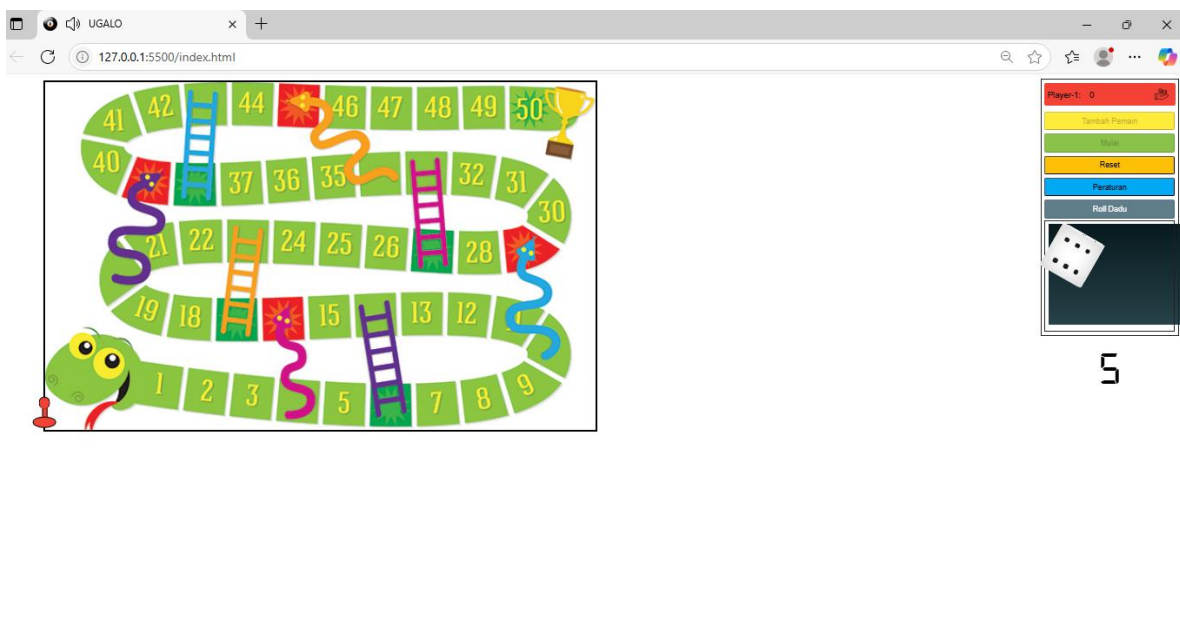 UGALO
127.0.0.1:5500/index.html
41 42 44 46 47 48 49 50
40 37 36 35 32 31
30
21 22 24 25 26 28
19 18 15 13 12
1 2 3 5 7 8 9
Player-1: 0
Tambah Pemain
Mulai
Reset
Peraturan
Roll Dadu
5